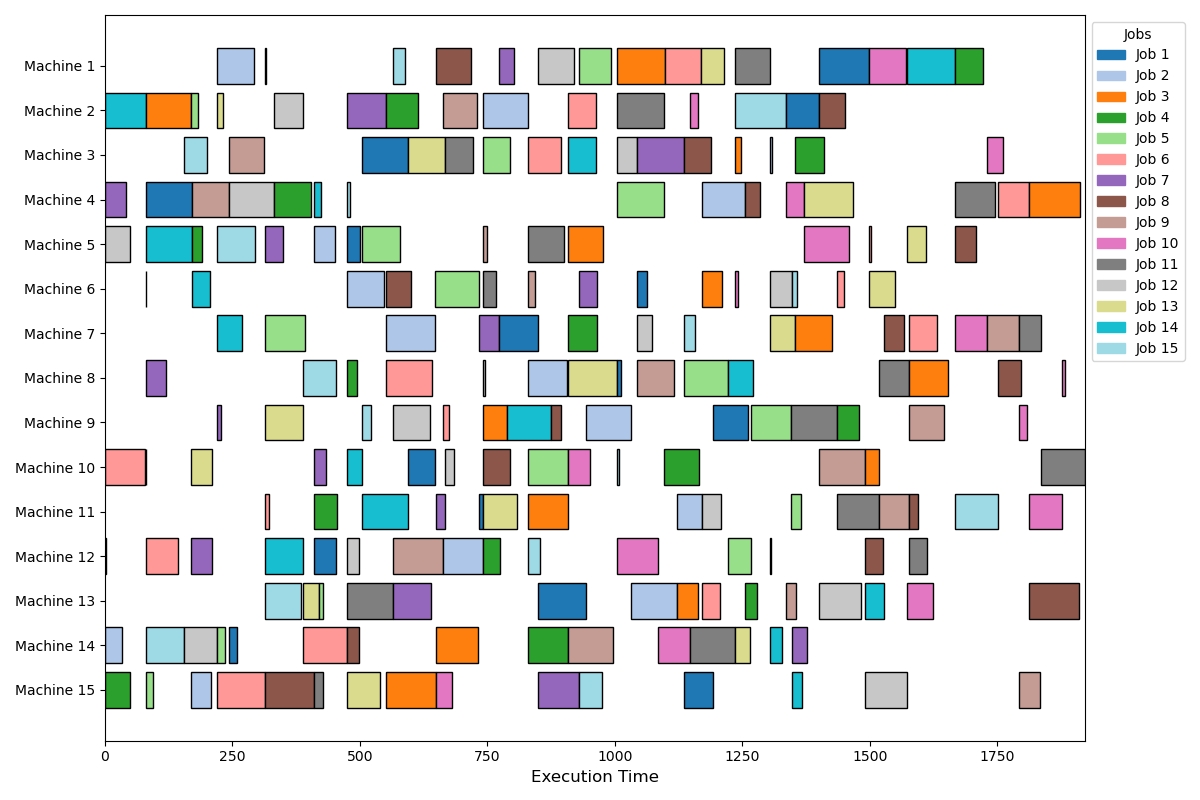 Machine 1
Machine 2
Machine 3
Machine 4
Machine 5
Machine 6
Machine 7
Machine 8
Machine 9
Machine 10
Machine 11
Machine 12
Machine 13
Machine 14
Machine 15
0 250 500 750 1000 1250 1500 1750
Execution Time
Jobs
Job 1
Job 2
Job 3
Job 4
Job 5
Job 6
Job 7
Job 8
Job 9
Job 10
Job 11
Job 12
Job 13
Job 14
Job 15